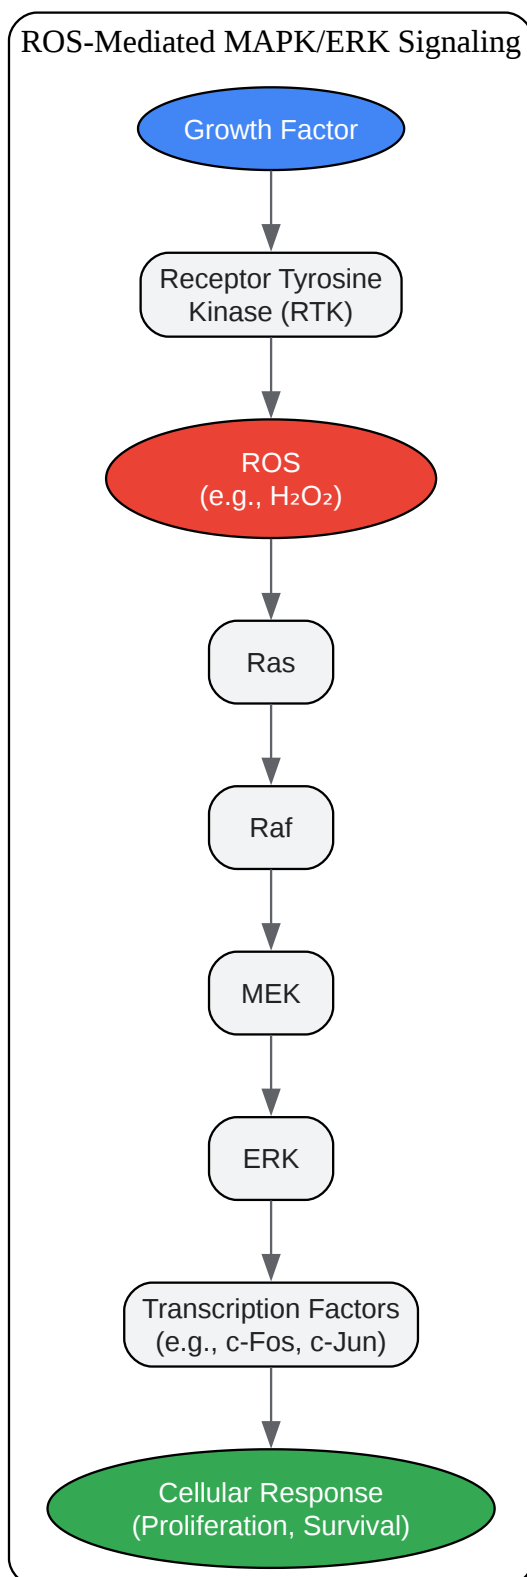 ROS-Mediated MAPK/ERK Signaling
Growth Factor
Receptor Tyrosine
Kinase (RTK)
ROS
(e.g., H₂O₂)
Ras
Raf
MEK
ERK
Transcription Factors
(e.g., c-Fos, c-Jun)
Cellular Response
(Proliferation, Survival)